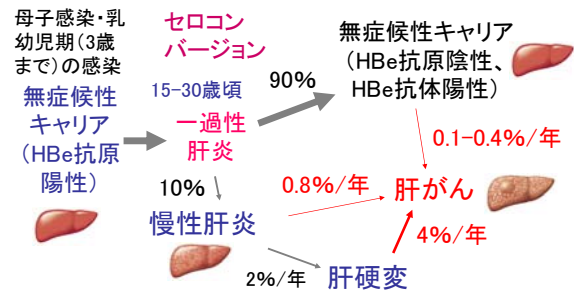 母子感染・乳
幼児期（3歳
まで）の感染
無症候性
キャリア
（HBe抗原
陽性）
セロコン
バージョン
15-30歳頃
一過性
肝炎
90%
無症候性キャリア
（HBe抗原陰性、
HBe抗体陽性）
10%
慢性肝炎
0.8%/年
0.1-0.4%/年
肝がん
4%/年
2%/年
肝硬変